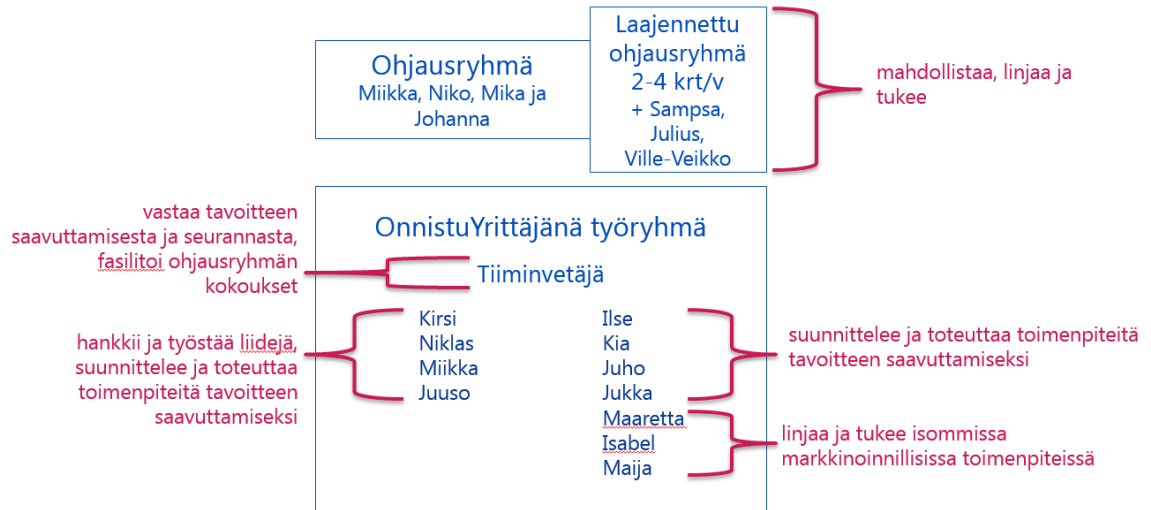 Ohjausryhmä
Miikka, Niko, Mika ja
Johanna
Laajennettu
ohjausryhmä
2-4 krt/v
+ Sampsa,
Julius,
Ville-Veikko
mahdollistaa, linjaa ja
tukee
OnnistuYrittäjänä työryhmä
vastaa tavoitteen
saavuttamisesta ja seurannasta,
fasilitoi ohjausryhmän
kokoukset
Tiiminvetäjä
hankkii ja työstää liidejä,
suunnittelee ja toteuttaa
toimenpiteitä tavoitteen
saavuttamiseksi
Kirsi
Niklas
Miikka
Juuso
Ilse
Kia
Juho
Jukka
Maaretta
Isabel
Maija
suunnittelee ja toteuttaa toimenpiteitä
tavoitteen saavuttamiseksi
linjaa ja tukee isommissa
markkinoinnillisissa toimenpiteissä